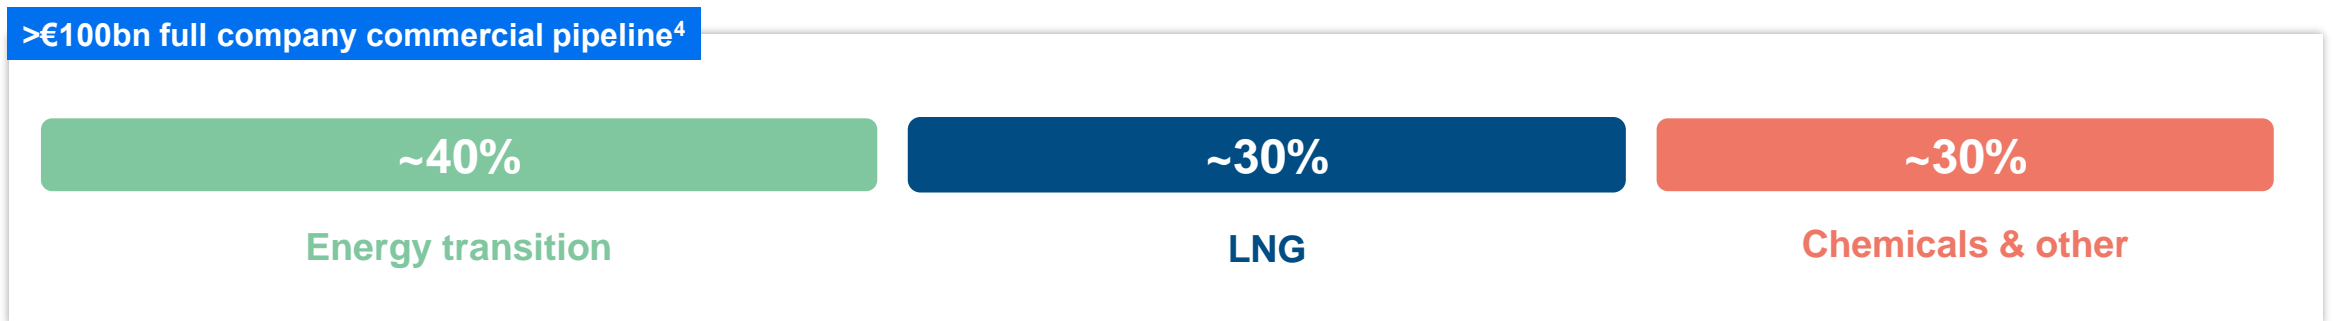 >€100bn full company commercial pipeline⁴
~40%
~30%
~30%
Energy transition
LNG
Chemicals & other